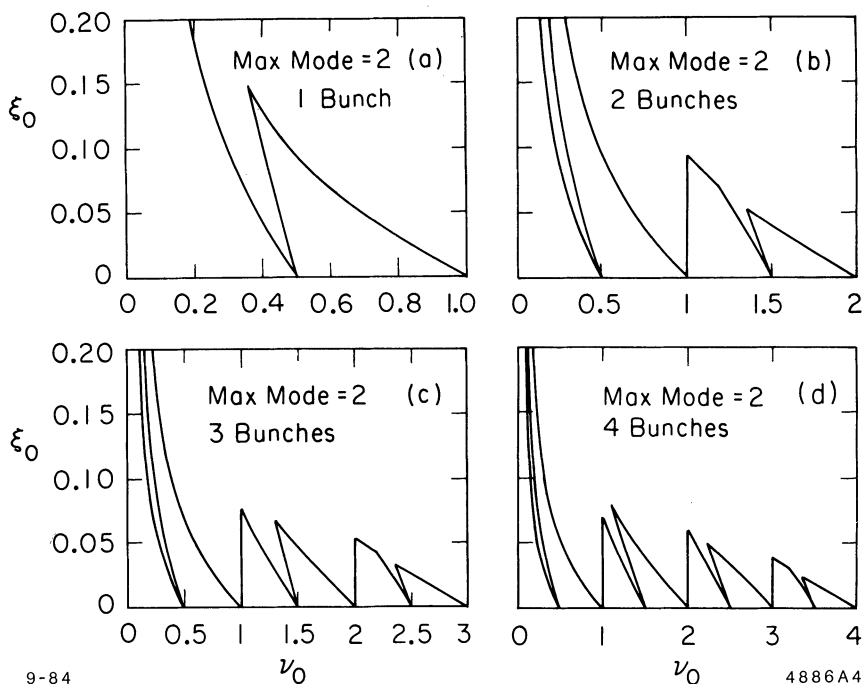 0.20
0.15
0.10
0.05
0
ξ0
Max Mode = 2 (a)
1 Bunch
0 0.2 0.4 0.6 0.8 1.0
Max Mode = 2 (b)
2 Bunches
0 0.5 1 1.5 2
0.20
0.15
0.10
0.05
0
ξ0
Max Mode = 2 (c)
3 Bunches
0 0.5 1 1.5 2 2.5 3
ν0
Max Mode = 2 (d)
4 Bunches
0 1 2 3 4
ν0
9-84
4886A4